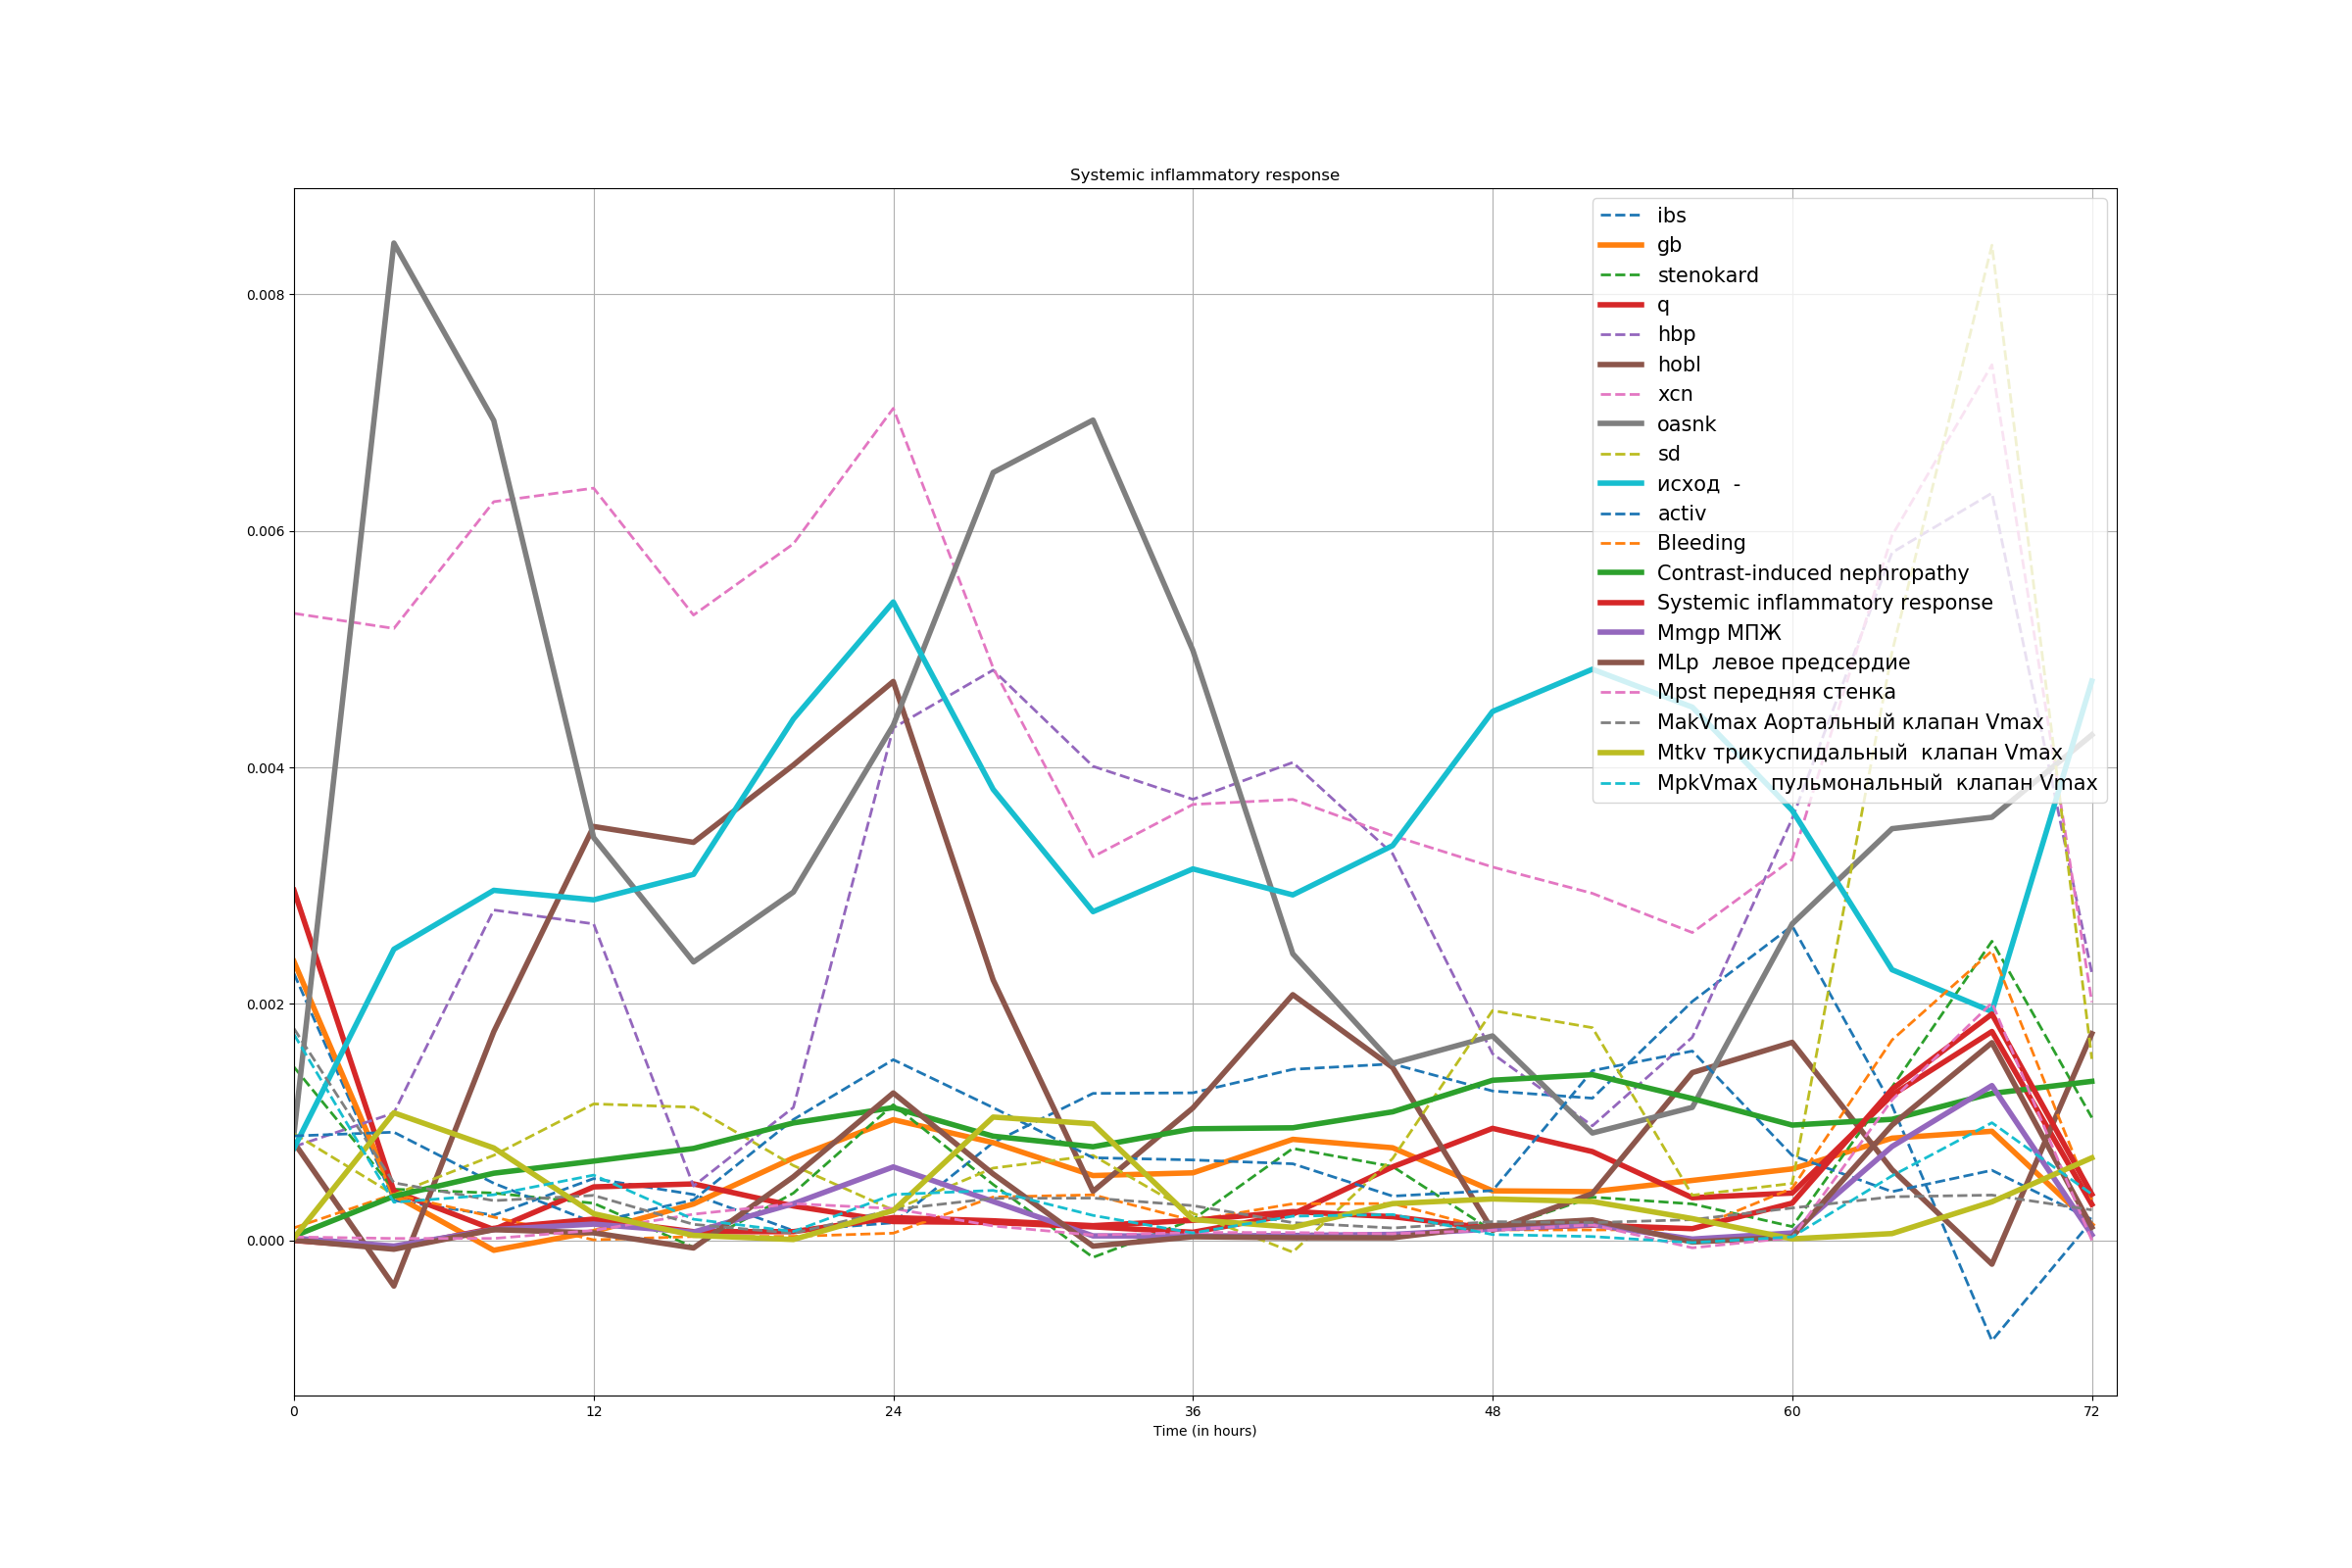 Systemic inflammatory response
0.008
0.006
0.004
0.002
0.000
ibs
gb
stenokard
q
hbp
hobl
xcn
oasnk
sd
исход  -
activ
Bleeding
Contrast-induced nephropathy
Systemic inflammatory response
Mmgp МПЖ
MLp  левое предсердие
Mpst передняя стенка
MakVmax Аортальный клапан Vmax
Mtkv трикуспидальный  клапан Vmax
MpkVmax  пульмональный  клапан Vmax
0 12 24 36 48 60 72
Time (in hours)